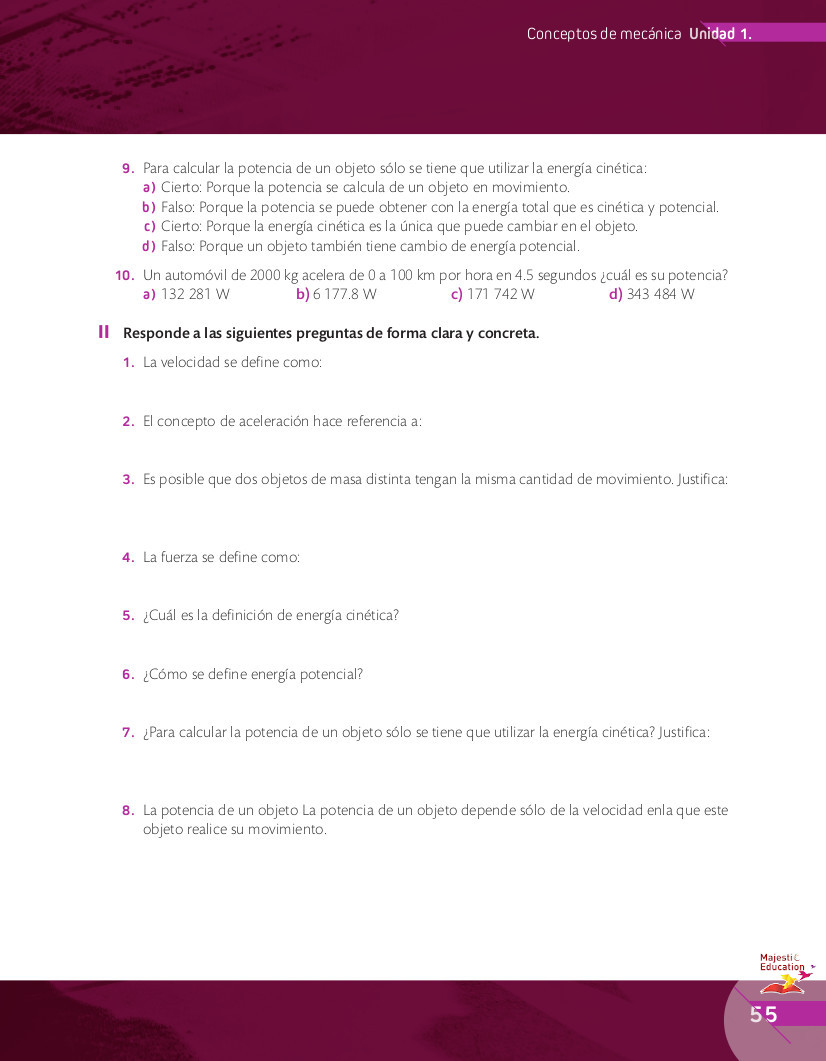 Conceptos de mecánica Unidad 1.
9. Para calcular la potencia de un objeto sólo se tiene que utilizar la energía cinética:
a) Cierto: Porque la potencia se calcula de un objeto en movimiento.
b) Falso: Porque la potencia se puede obtener con la energía total que es cinética y potencial.
c) Cierto: Porque la energía cinética es la única que puede cambiar en el objeto.
d) Falso: Porque un objeto también tiene cambio de energía potencial.
10. Un automóvil de 2000 kg acelera de 0 a 100 km por hora en 4.5 segundos ¿cuál es su potencia?
a) 132 281 W b) 6 177.8 W c) 171 742 W d) 343 484 W
II Responde a las siguientes preguntas de forma clara y concreta.
1. La velocidad se define como:
2. El concepto de aceleración hace referencia a:
3. Es posible que dos objetos de masa distinta tengan la misma cantidad de movimiento. Justifica:
4. La fuerza se define como:
5. ¿Cuál es la definición de energía cinética?
6. ¿Cómo se define energía potencial?
7. ¿Para calcular la potencia de un objeto sólo se tiene que utilizar la energía cinética? Justifica:
8. La potencia de un objeto La potencia de un objeto depende sólo de la velocidad enla que este
objeto realice su movimiento.
Majestic
Education
55